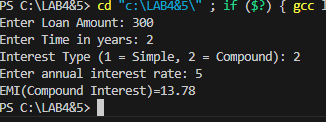 PS C:\LAB4&5> cd "c:\LAB4&5\" ; if ($?) { gcc
Enter Loan Amount: 300
Enter Time in years: 2
Interest Type (1 = Simple, 2 = Compound): 2
Enter annual interest rate: 5
EMI(Compound Interest)=13.78
PS C:\LAB4&5>